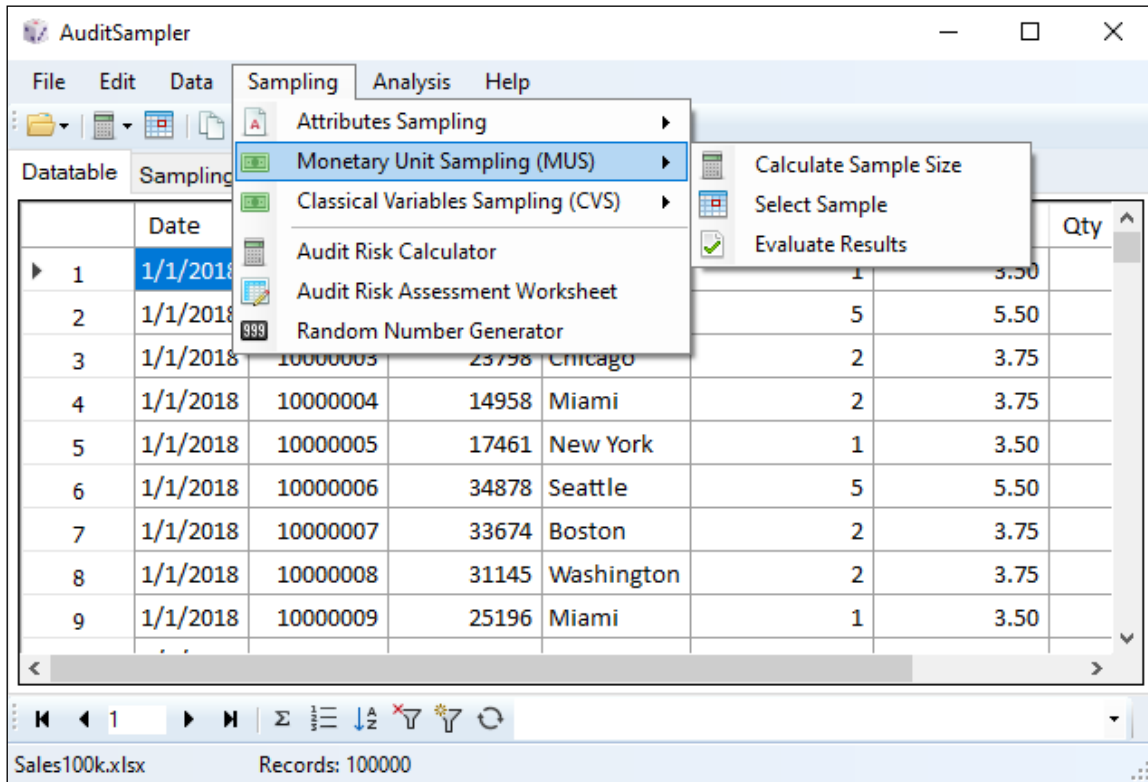 AuditSampler
File Edit Data Sampling Analysis Help
Attributes Sampling
Monetary Unit Sampling (MUS)
Classical Variables Sampling (CVS)
Audit Risk Calculator
Audit Risk Assessment Worksheet
999 Random Number Generator
Calculate Sample Size
Select Sample
Evaluate Results
Datatable Sampling
Date Qty
1 1/1/2018 1 3.50
2 1/1/2018 5 5.50
3 1/1/2018 10000003 23798 Chicago 2 3.75
4 1/1/2018 10000004 14958 Miami 2 3.75
5 1/1/2018 10000005 17461 New York 1 3.50
6 1/1/2018 10000006 34878 Seattle 5 5.50
7 1/1/2018 10000007 33674 Boston 2 3.75
8 1/1/2018 10000008 31145 Washington 2 3.75
9 1/1/2018 10000009 25196 Miami 1 3.50
1
Sales100k.xlsx Records: 100000